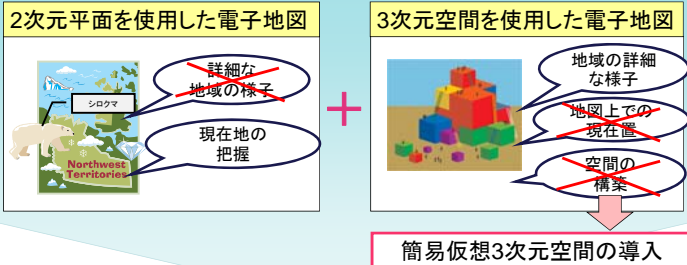 2次元平面を使用した電子地図
詳細な
地域の様子
シロクマ
現在地の
把握
Northwest
Territories
+
3次元空間を使用した電子地図
地域の詳細
な様子
地図上での
現在置
空間の
構築
簡易仮想3次元空間の導入